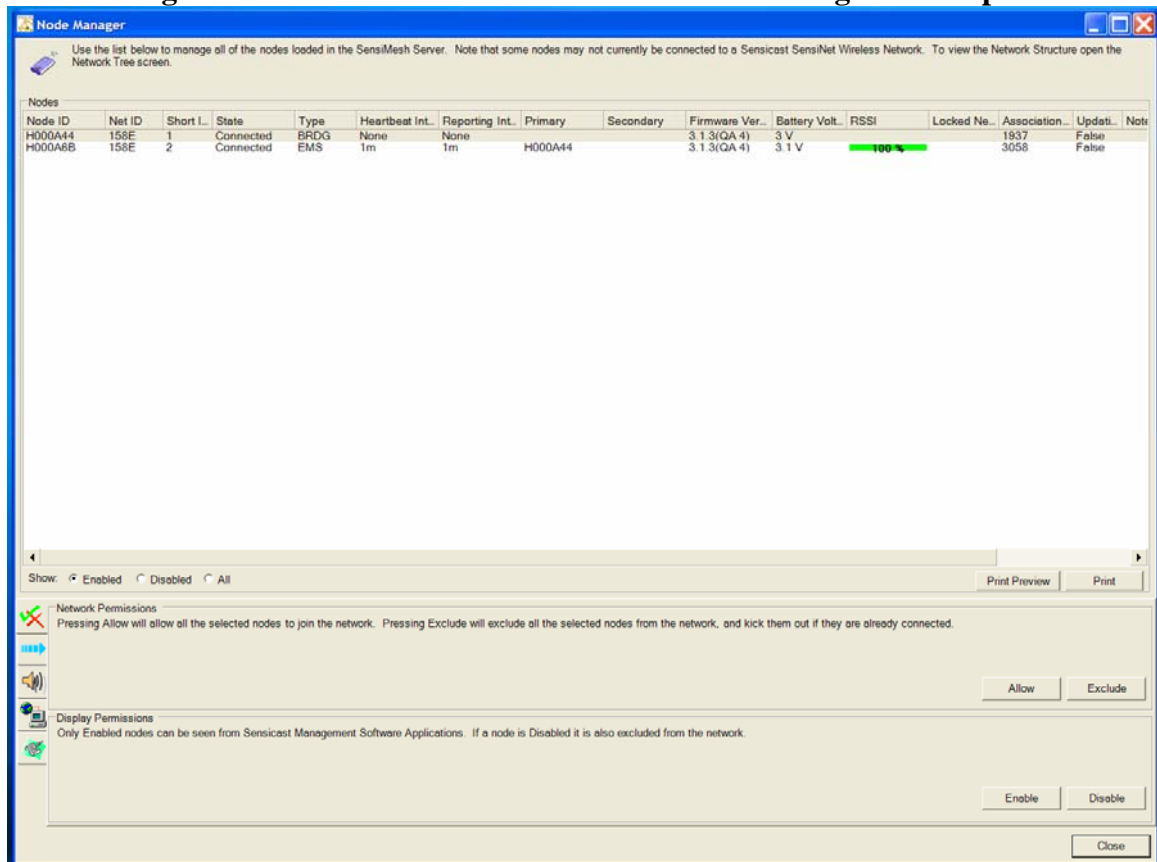 Node Manager
Use the list below to manage all of the nodes loaded in the SensiMesh Server. Note that some nodes may not currently be connected to a Sensicast SensiNet Wireless Network. To view the Network Structure open the
Network Tree screen.
Nodes
Node ID Net ID Short I... State Type Heartbeat Int... Reporting Int... Primary Secondary Firmware Ver... Battery Volt... RSSI Locked Ne... Association... Updati... Note
H000A44 158E 1 Connected BRDG None None 3.1.3(QA 4) 3 V 1937 False
H000A6B 158E 2 Connected EMS 1m 1m H000A44 3.1.3(QA 4) 3.1 V 100 % 3058 False
Show: Enabled Disabled All Print Preview Print
Network Permissions
Pressing Allow will allow all the selected nodes to join the network. Pressing Exclude will exclude all the selected nodes from the network, and kick them out if they are already connected.
Allow Exclude
Display Permissions
Only Enabled nodes can be seen from Sensicast Management Software Applications. If a node is Disabled it is also excluded from the network.
Enable Disable
Close